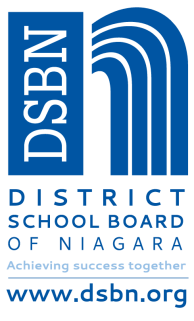 DSBN
DISTRICT
SCHOOL BOARD
OF NIAGARA
Achieving success together
www.dsbn.org